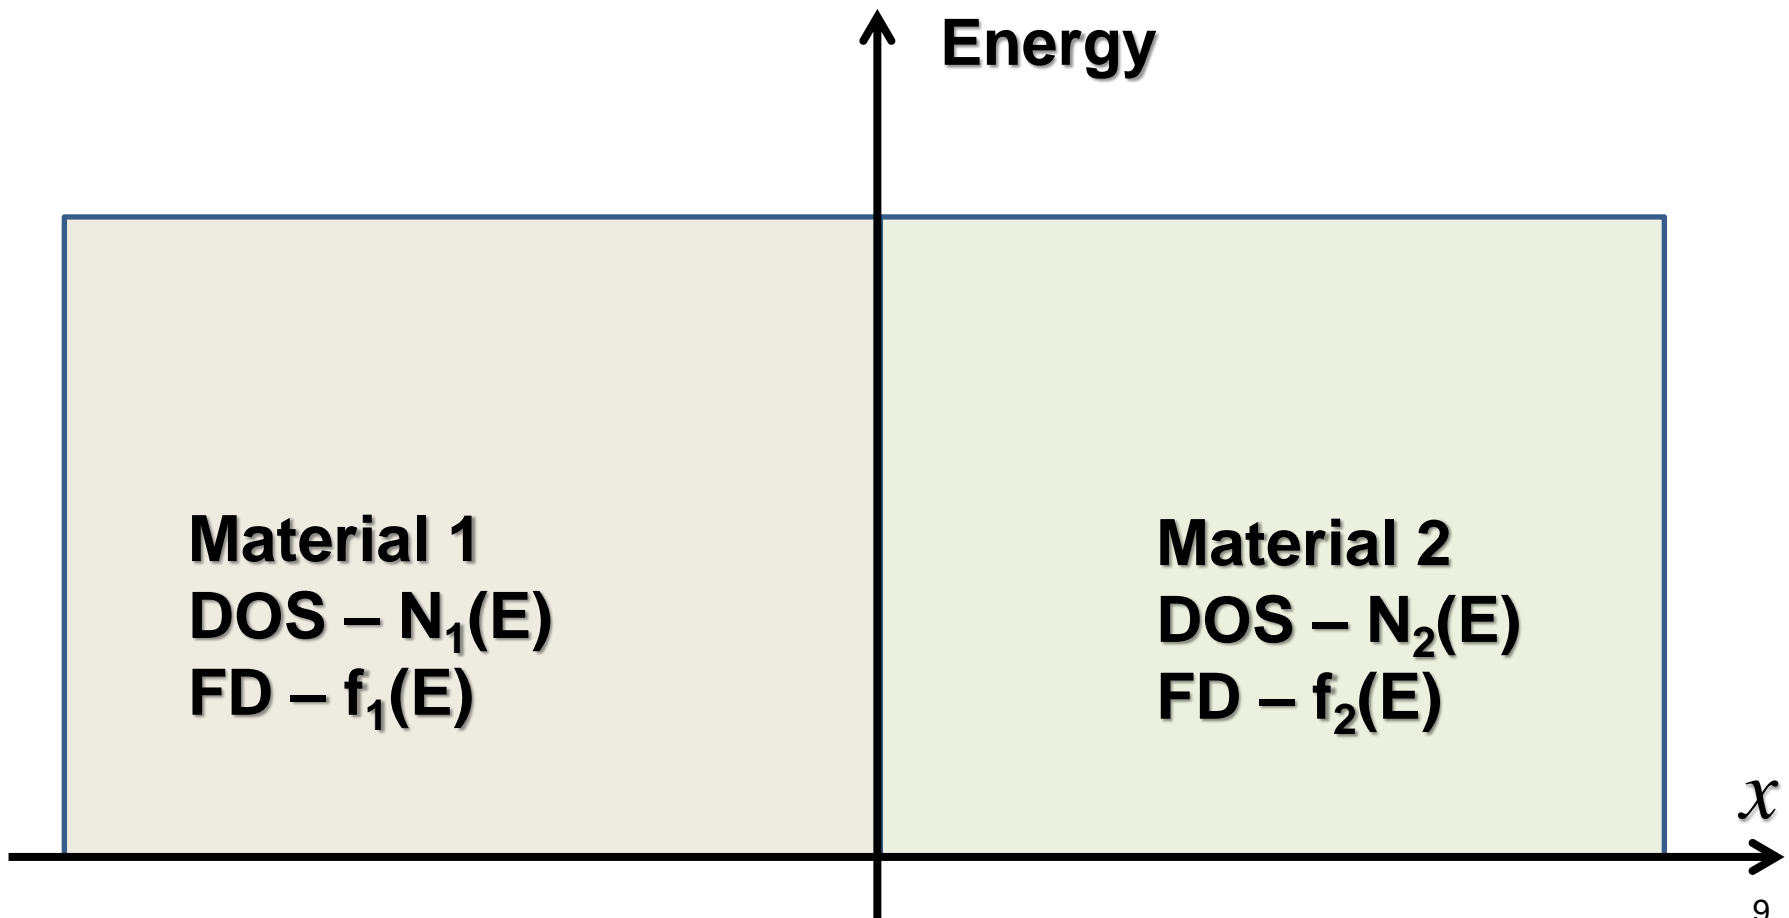 Energy
Material 1
DOS – N₁(E)
FD – f₁(E)
Material 2
DOS – N₂(E)
FD – f₂(E)
x
9